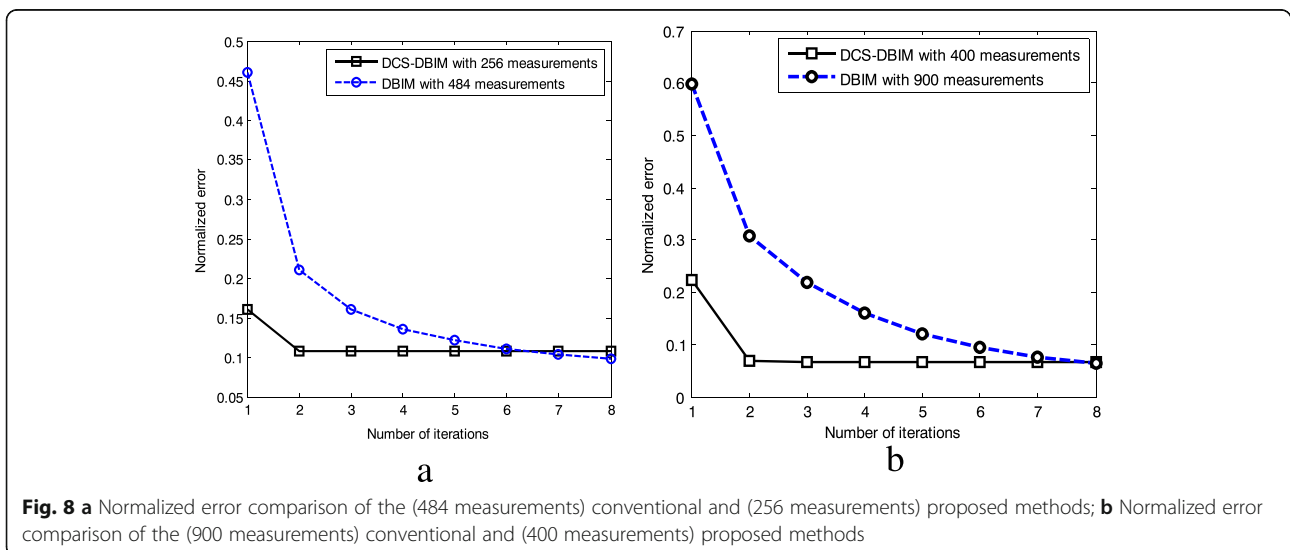 0.5
0.45
0.4
0.35
0.3
0.25
0.2
0.15
0.1
0.05
1 2 3 4 5 6 7 8
Normalized error
Number of iterations
DCS-DBIM with 256 measurements
DBIM with 484 measurements
a
0.7
0.6
0.5
0.4
0.3
0.2
0.1
0
1 2 3 4 5 6 7 8
Normalized error
Number of iterations
DCS-DBIM with 400 measurements
DBIM with 900 measurements
b
Fig. 8 a Normalized error comparison of the (484 measurements) conventional and (256 measurements) proposed methods; b Normalized error
comparison of the (900 measurements) conventional and (400 measurements) proposed methods